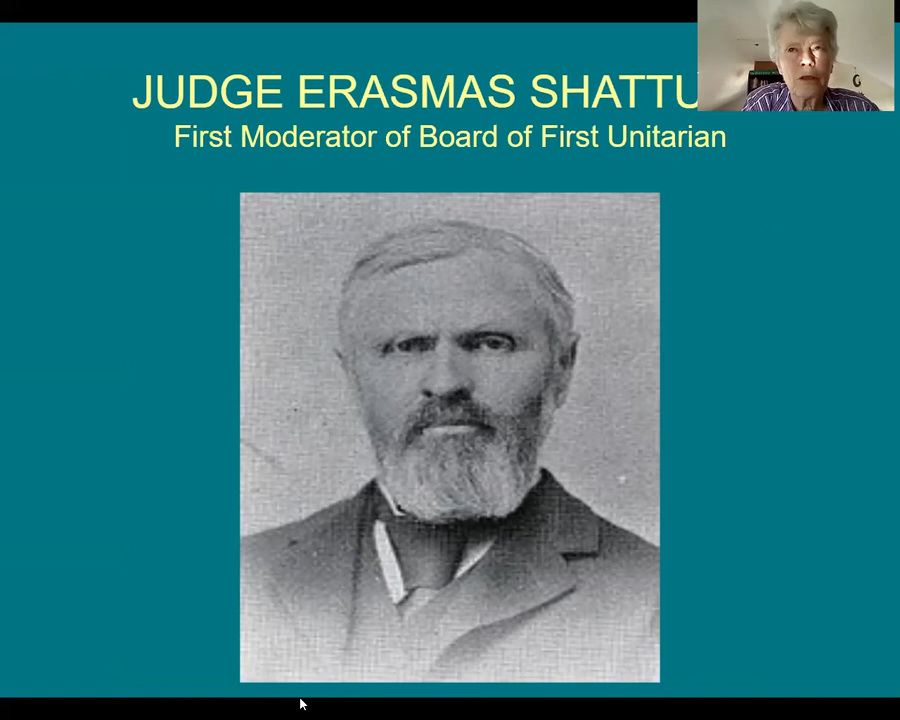 JUDGE ERASMAS SHATTU
First Moderator of Board of First Unitarian